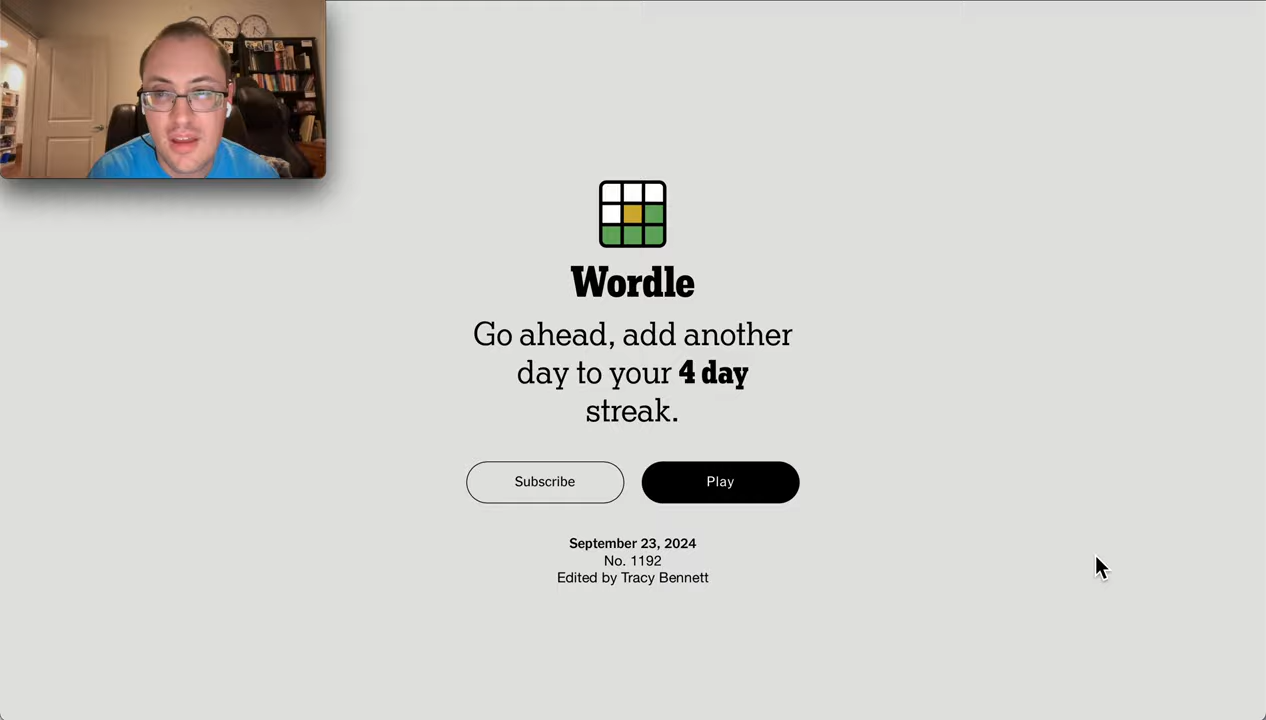 Wordle
Go ahead, add another
day to your 4 day
streak.
Subscribe
Play
September 23, 2024
No. 1192
Edited by Tracy Bennett